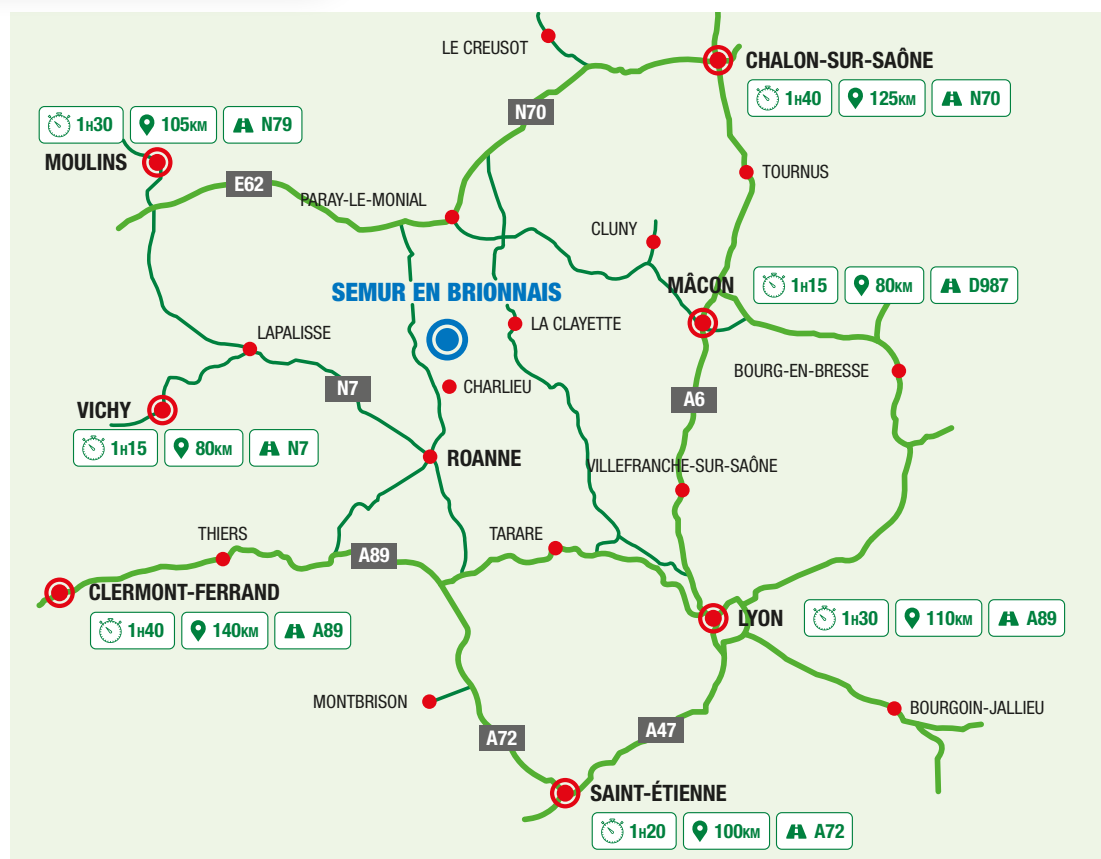 LE CREUSOT
CHALON-SUR-SAÔNE
1H40 125KM N70
N70
1H30 105KM N79
MOULINS
TOURNUS
E62
PARAY-LE-MONIAL
CLUNY
SEMUR EN BRIONNAIS
MÂCON
1H15 80KM D987
LA CLAYETTE
LAPALISSE
BOURG-EN-BRESSE
N7
CHARLIEU
A6
VICHY
1H15 80KM N7
ROANNE
VILLEFRANCHE-SUR-SAÔNE
THIERS
TARARE
A89
CLERMONT-FERRAND
1H40 140KM A89
LYON
1H30 110KM A89
MONTBRISON
BOURGOIN-JALLIEU
A72
A47
SAINT-ÉTIENNE
1H20 100KM A72